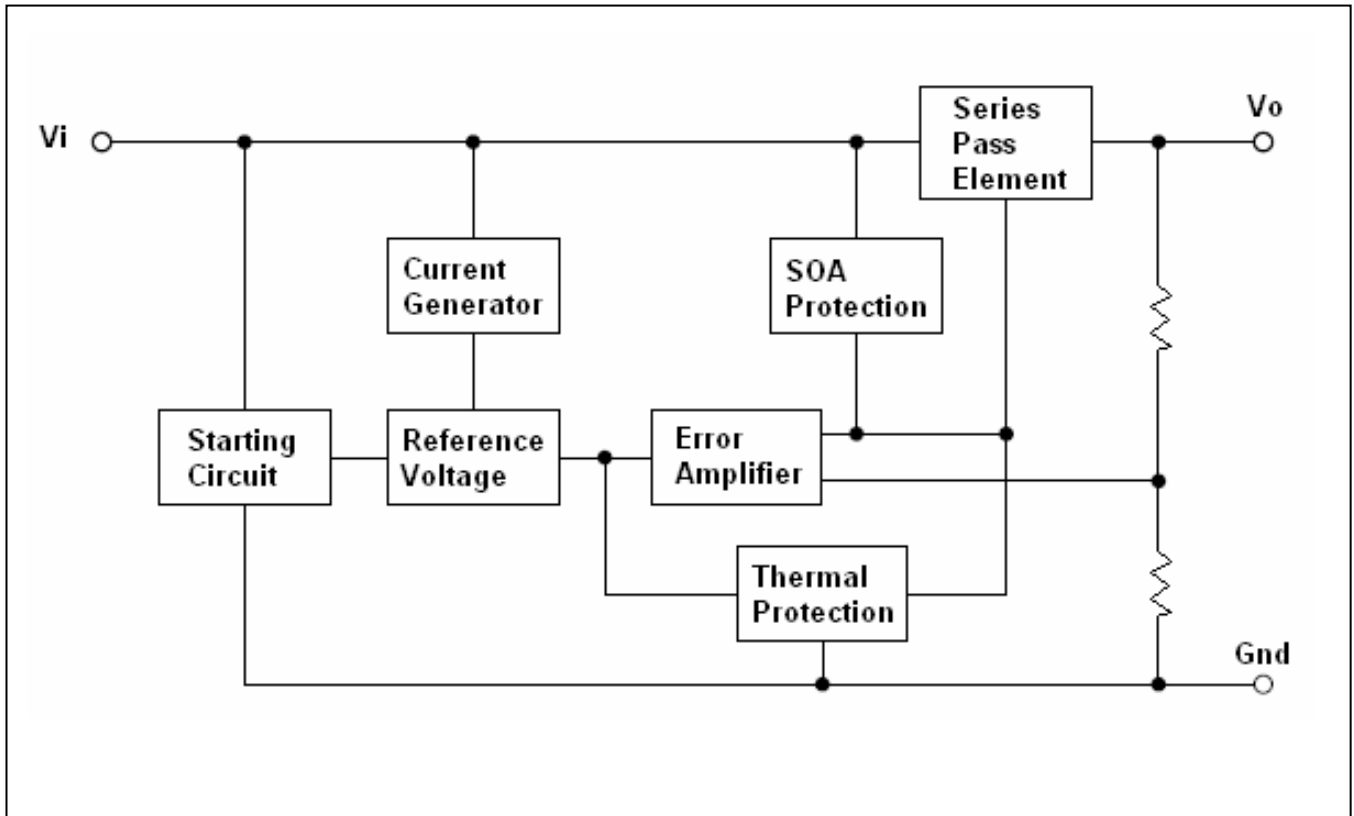 Vi
Series
Pass
Element
Vo
Current
Generator
SOA
Protection
Starting
Circuit
Reference
Voltage
Error
Amplifier
Thermal
Protection
Gnd